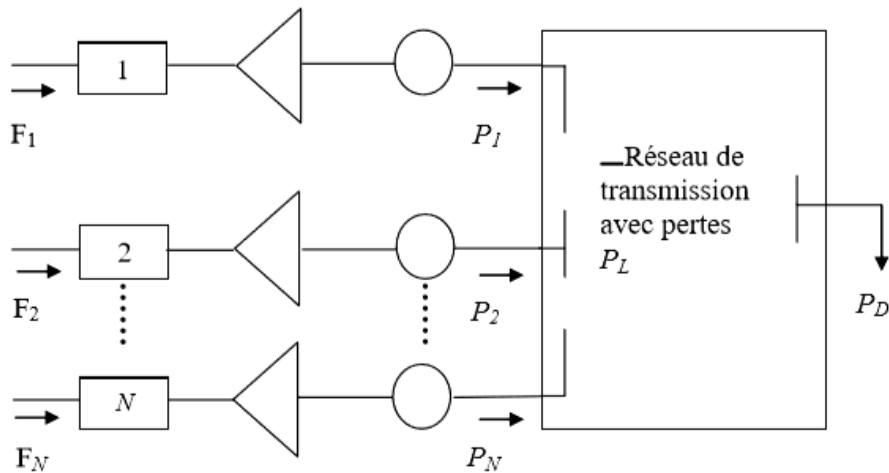 1
F₁
P₁
Réseau de
transmission
avec pertes
P_L
2
F₂
P₂
P_D
N
F_N
P_N